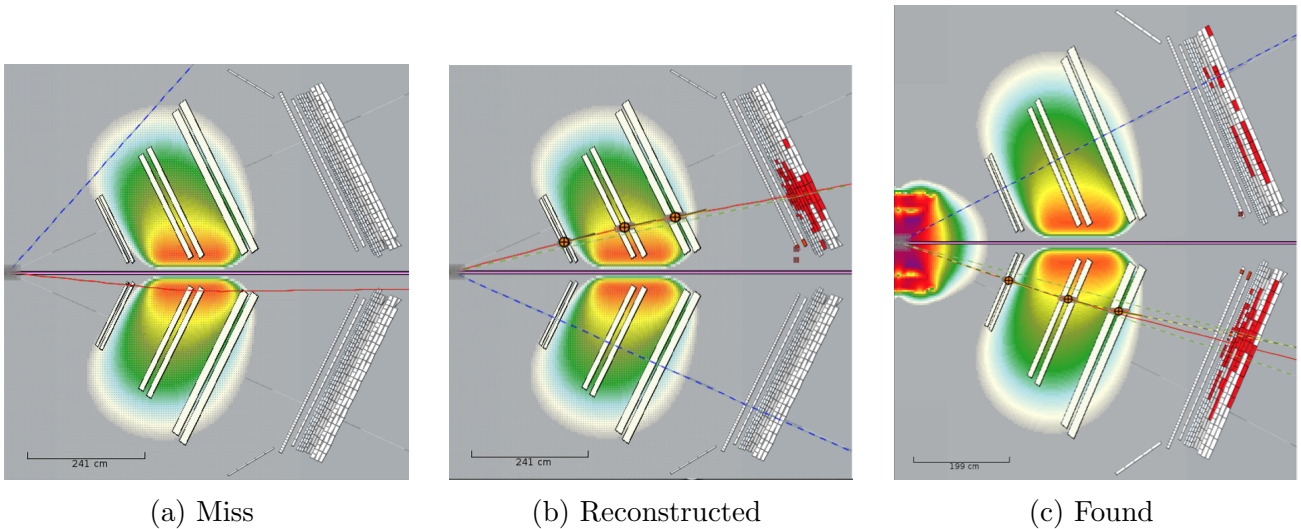 241 cm
241 cm
199 cm
(a) Miss
(b) Reconstructed
(c) Found